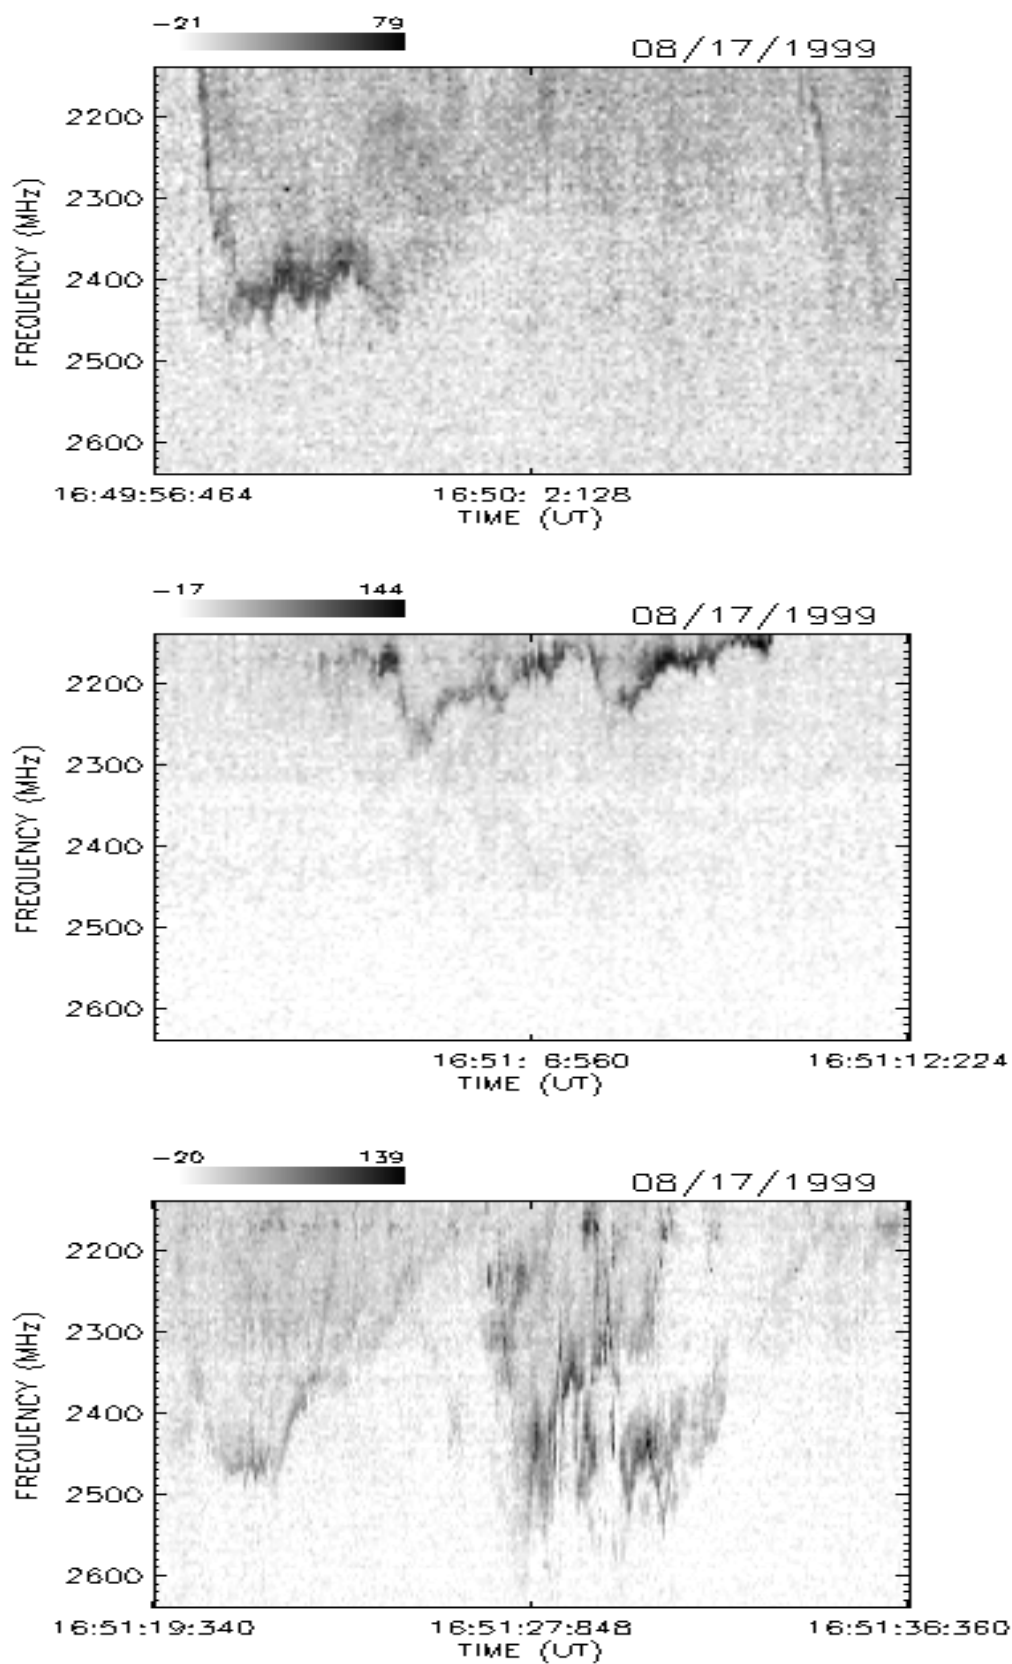 -21 79
08/17/1999
2200
2300
2400
2500
2600
FREQUENCY (MHz)
16:49:56:464 16:50: 2:128
TIME (UT)
-17 144
08/17/1999
2200
2300
2400
2500
2600
FREQUENCY (MHz)
16:51: 6:560 16:51:12:224
TIME (UT)
-20 139
08/17/1999
2200
2300
2400
2500
2600
FREQUENCY (MHz)
16:51:19:340 16:51:27:848 16:51:36:360
TIME (UT)